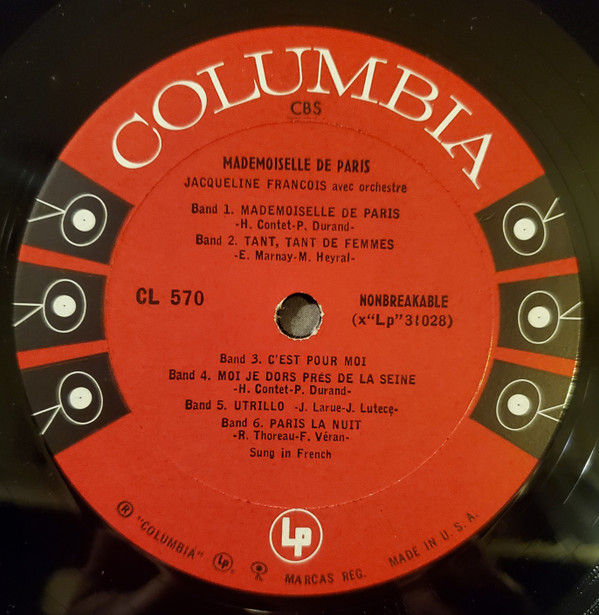 COLUMBIA
CBS
MADEMOISELLE DE PARIS
JACQUELINE FRANCOIS avec orchestre
Band 1. MADEMOISELLE DE PARIS
-H. Contet-P. Durand-
Band 2. TANT, TANT DE FEMMES
-E. Marnay-M. Heyral-
CL 570
NONBREAKABLE
(x"Lp"31028)
Band 3. C'EST POUR MOI
Band 4. MOI JE DORS PRÉS DE LA SEINE
-H. Contet-P. Durand-
Band 5. UTRILLO -J. Larue-J. Lutece-
Band 6. PARIS LA NUIT
-R. Thoreau-F. Véran-
Sung in French
Lp
® "COLUMBIA" Lp ® MARCAS REG. MADE IN U.S.A.